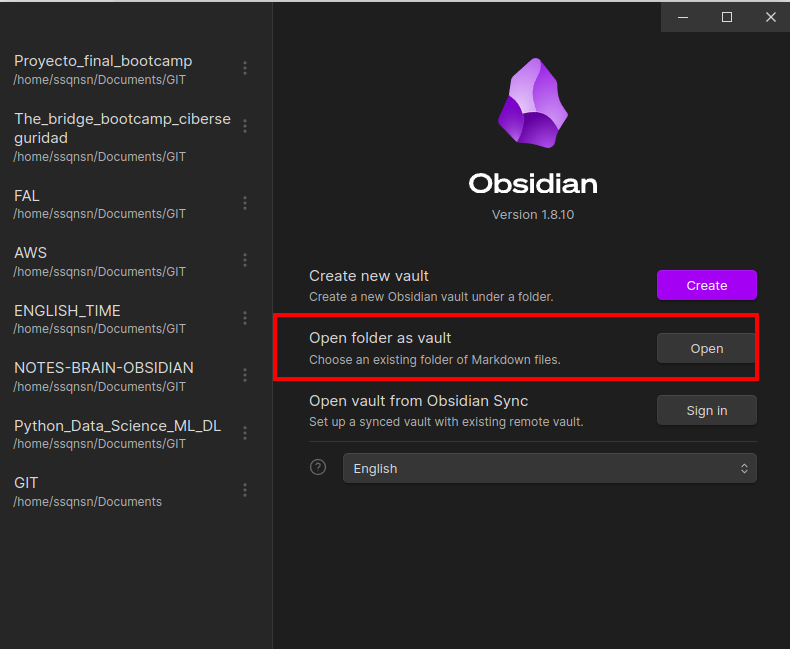 Proyecto_final_bootcamp
/home/ssqnsn/Documents/GIT
The_bridge_bootcamp_ciberse
guridad
/home/ssqnsn/Documents/GIT
FAL
/home/ssqnsn/Documents/GIT
AWS
/home/ssqnsn/Documents/GIT
ENGLISH_TIME
/home/ssqnsn/Documents/GIT
NOTES-BRAIN-OBSIDIAN
/home/ssqnsn/Documents/GIT
Python_Data_Science_ML_DL
/home/ssqnsn/Documents/GIT
GIT
/home/ssqnsn/Documents
Obsidian
Version 1.8.10
Create new vault
Create a new Obsidian vault under a folder.
Create
Open folder as vault
Choose an existing folder of Markdown files.
Open
Open vault from Obsidian Sync
Set up a synced vault with existing remote vault.
Sign in
?
English